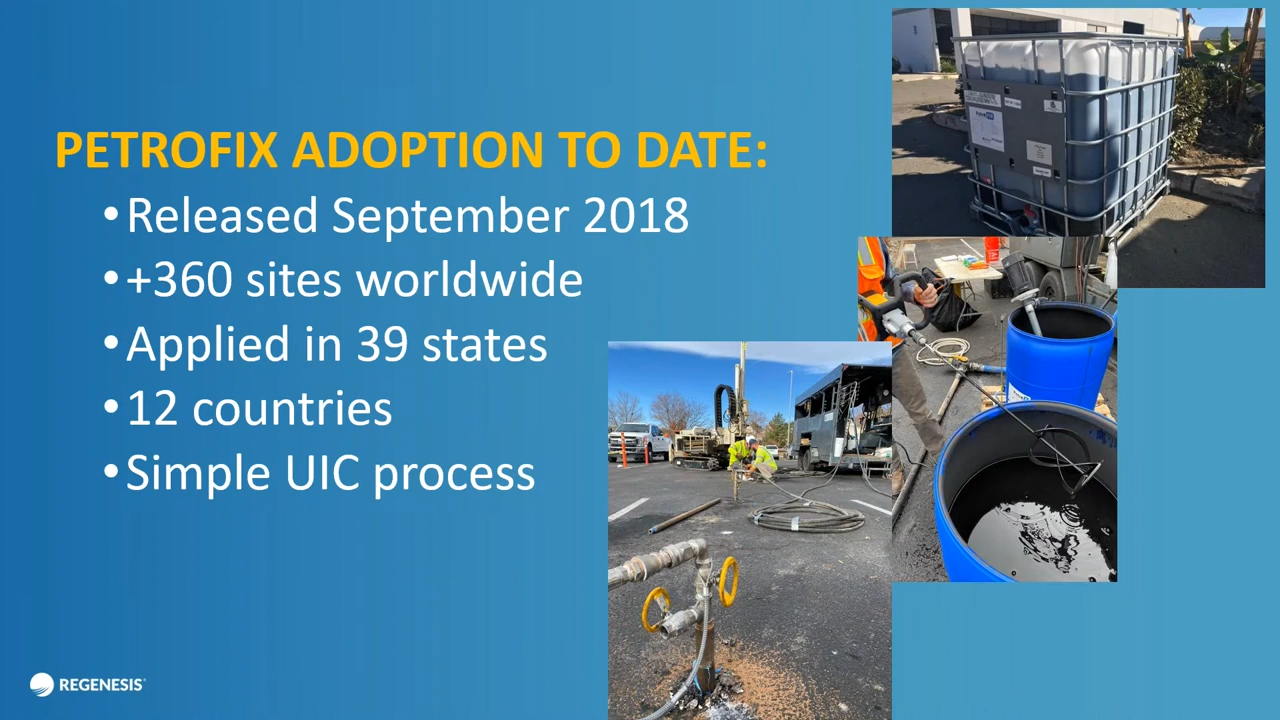 PETROFIX ADOPTION TO DATE:
•Released September 2018
•+360 sites worldwide
•Applied in 39 states
•12 countries
•Simple UIC process
REGENESIS